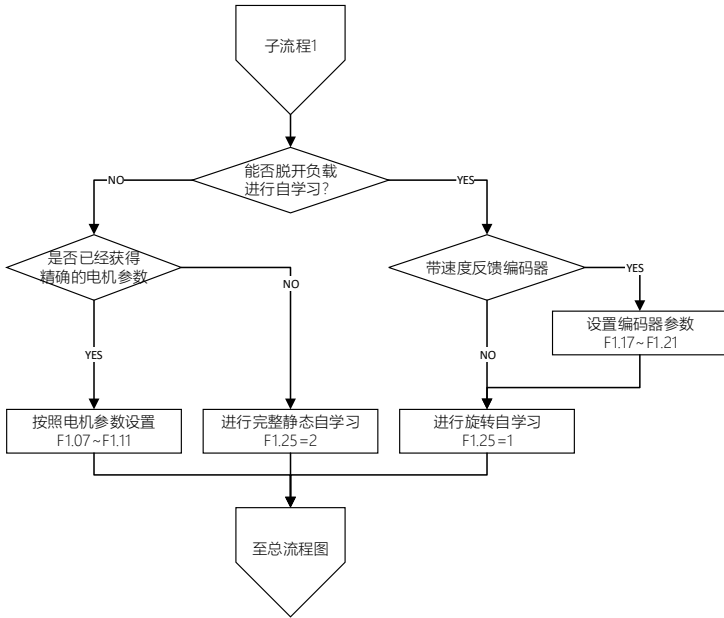 子流程1
能否脱开负载
进行自学习?
NO
YES
是否已经获得
精确的电机参数
带速度反馈编码器
YES
NO
设置编码器参数
F1.17~F1.21
YES
NO
按照电机参数设置
F1.07~F1.11
进行完整静态自学习
F1.25=2
进行旋转自学习
F1.25=1
至总流程图